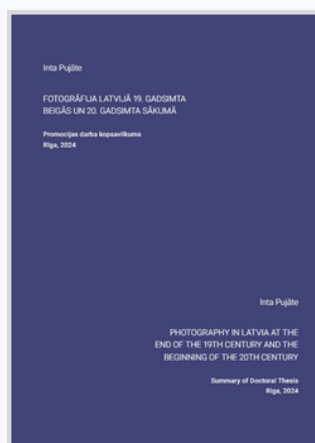 Inta Pujāte
FOTOGRĀFIJA LATVIJĀ 19. GADSIMTA
BEIGĀS UN 20. GADSIMTA SĀKUMĀ
Promocijas darba kopsavilkums
Rīga, 2024
Inta Pujāte
PHOTOGRAPHY IN LATVIA AT THE
END OF THE 19TH CENTURY AND THE
BEGINNING OF THE 20TH CENTURY
Summary of Doctoral Thesis
Riga, 2024